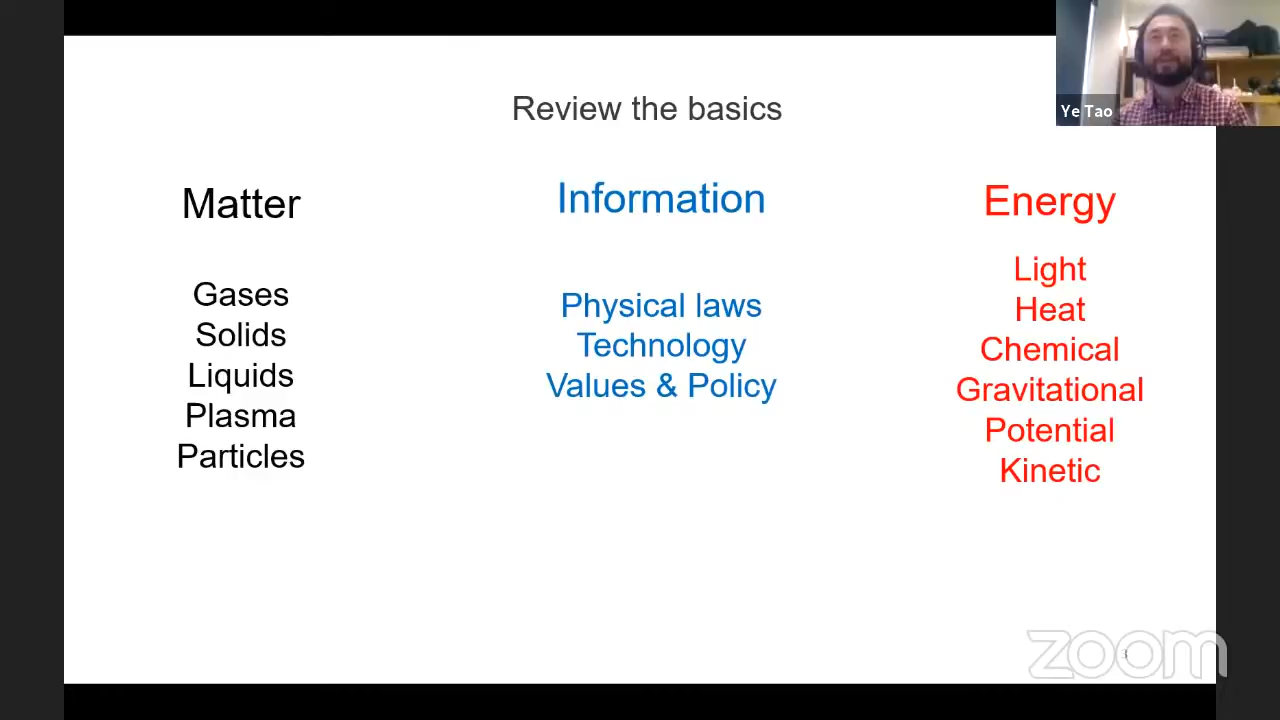 Review the basics
Ye Tao
Matter
Gases
Solids
Liquids
Plasma
Particles
Information
Physical laws
Technology
Values & Policy
Energy
Light
Heat
Chemical
Gravitational
Potential
Kinetic
zoom
3